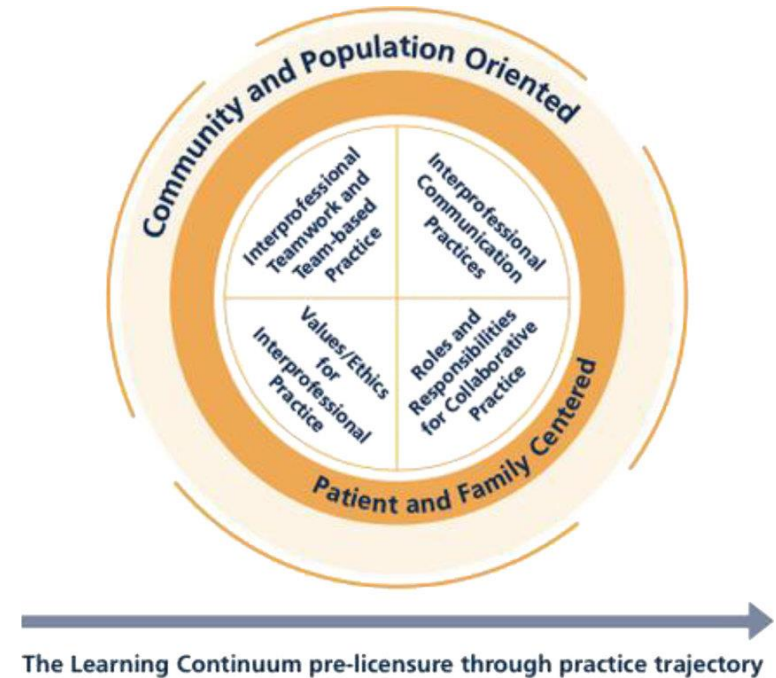 Community and Population Oriented
Interprofessional
Teamwork and
Team-based
Practice
Interprofessional
Communication
Practices
Values/Ethics
for
Interprofessional
Practice
Roles and
Responsibilities
for Collaborative
Practice
Patient and Family Centered
The Learning Continuum pre-licensure through practice trajectory